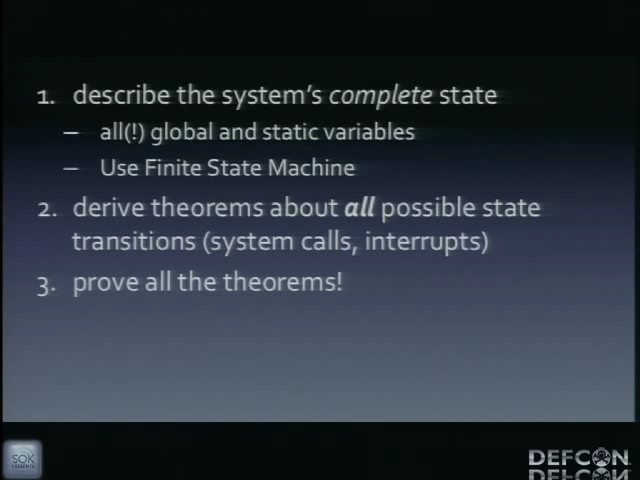 1. describe the system's complete state
– all(!) global and static variables
– Use Finite State Machine
2. derive theorems about all possible state
transitions (system calls, interrupts)
3. prove all the theorems!
SOK
DEFCON